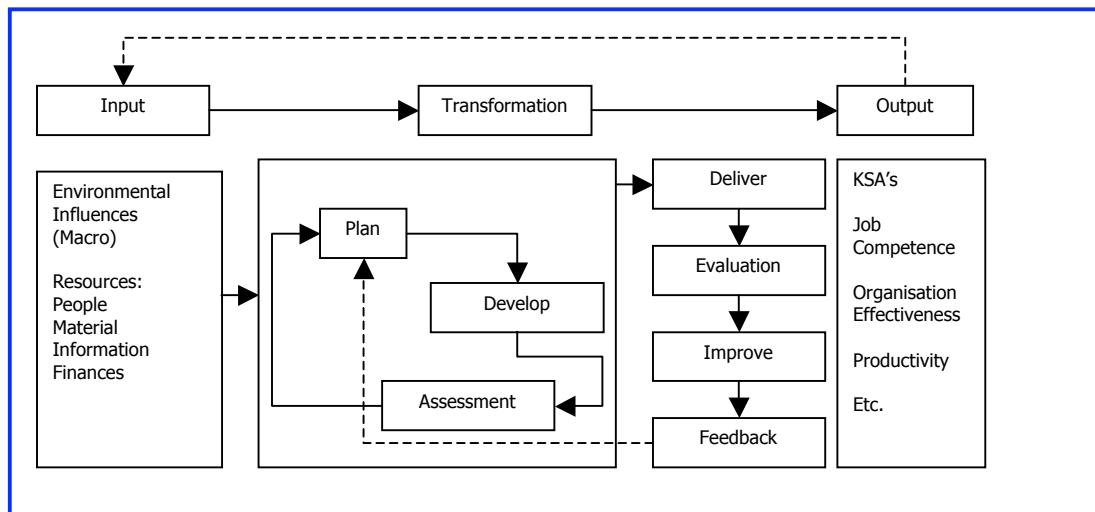 Input
Transformation
Output
Environmental
Influences
(Macro)
Resources:
People
Material
Information
Finances
Plan
Develop
Assessment
Deliver
Evaluation
Improve
Feedback
KSA's
Job
Competence
Organisation
Effectiveness
Productivity
Etc.